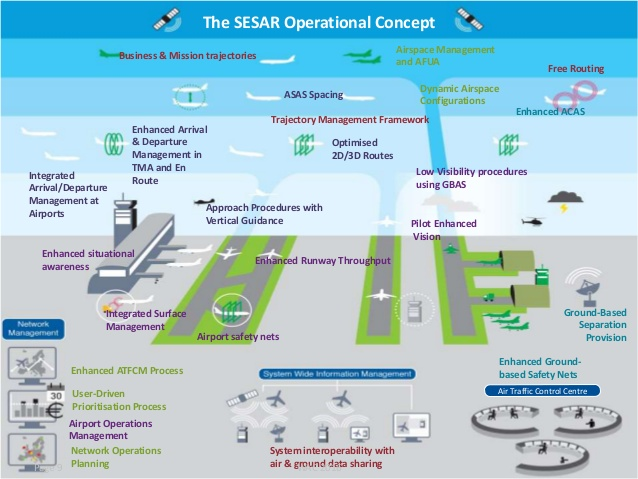 The SESAR Operational Concept
Business & Mission trajectories
Airspace Management
and AFUA
Free Routing
ASAS Spacing
Dynamic Airspace
Configurations
Enhanced ACAS
Trajectory Management Framework
Enhanced Arrival
& Departure
Management in
TMA and En
Route
Optimised
2D/3D Routes
Low Visibility procedures
using GBAS
Integrated
Arrival/Departure
Management at
Airports
Approach Procedures with
Vertical Guidance
Pilot Enhanced
Vision
Enhanced situational
awareness
Enhanced Runway Throughput
Integrated Surface
Management
Airport safety nets
Ground-Based
Separation
Provision
Network
Management
Enhanced ATFCM Process
30
User-Driven
Prioritisation Process
Airport Operations
Management
Network Operations
Planning
System Wide Information Management
System interoperability with
air & ground data sharing
Enhanced Ground-
based Safety Nets
Air Traffic Control Centre